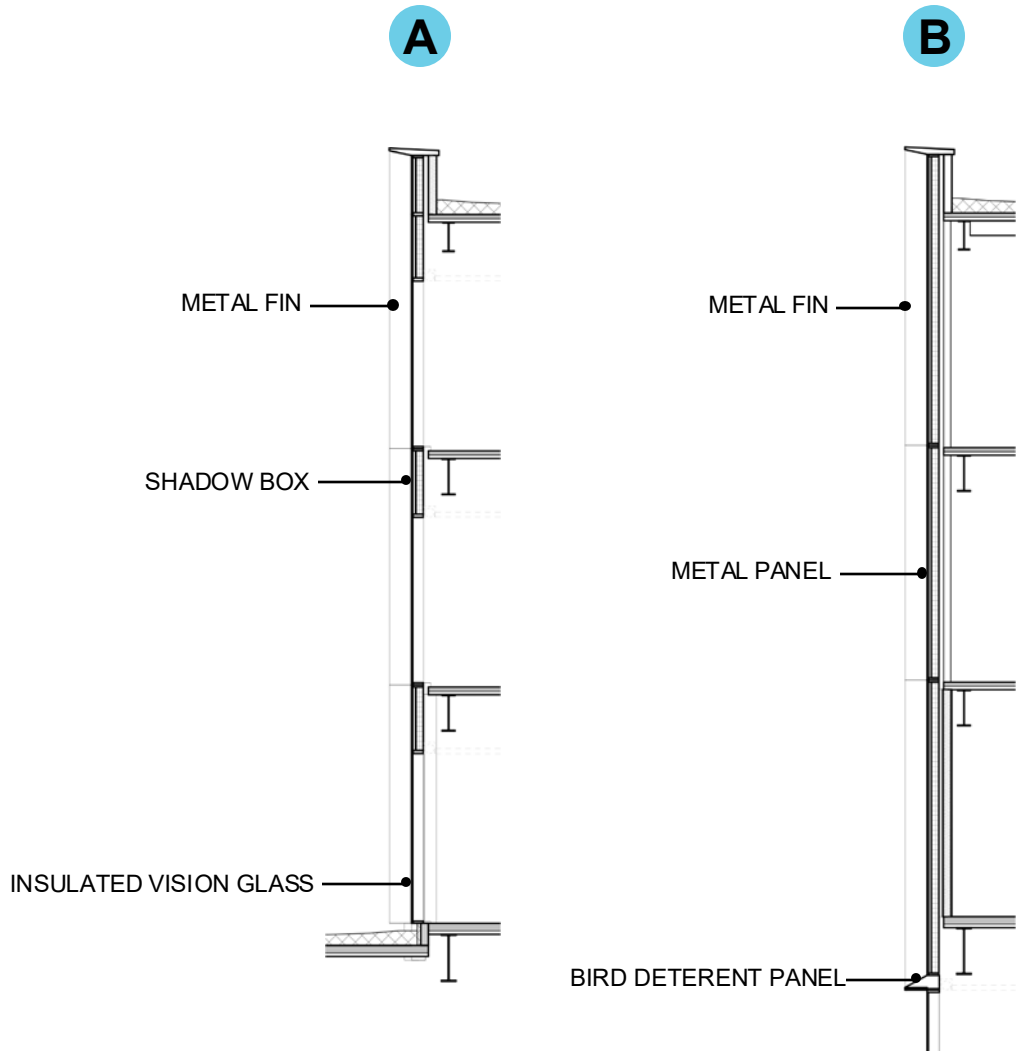 A
B
METAL FIN
METAL FIN
SHADOW BOX
METAL PANEL
INSULATED VISION GLASS
BIRD DETERENT PANEL